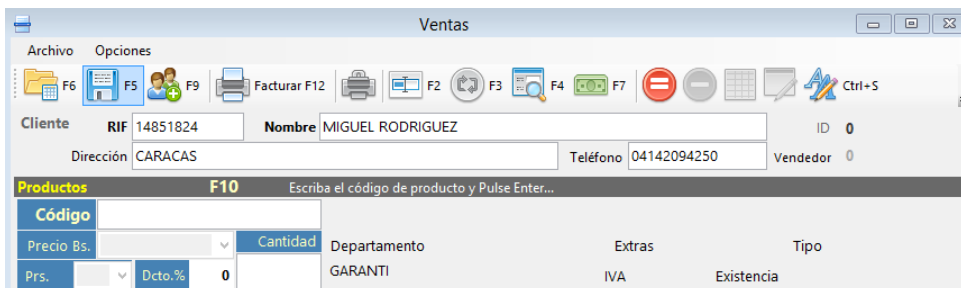 Ventas
Archivo Opciones
F6 F5 F9 Facturar F12 F2 F3 F4 F7 Ctrl+S
Cliente RIF 14851824 Nombre MIGUEL RODRIGUEZ ID 0
Dirección CARACAS Teléfono 04142094250 Vendedor 0
Productos F10 Escriba el código de producto y Pulse Enter...
Código
Precio Bs. Cantidad Departamento Extras Tipo
Prs. Dcto.% 0 GARANTI IVA Existencia